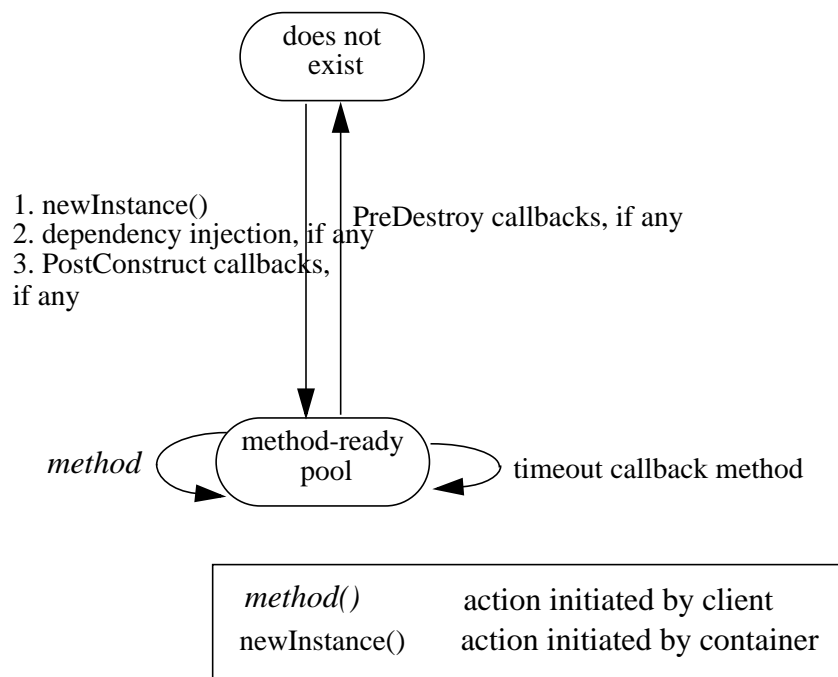 does not
exist
1. newInstance()
2. dependency injection, if any
3. PostConstruct callbacks,
if any
PreDestroy callbacks, if any
method-ready
pool
method
timeout callback method
method() action initiated by client
newInstance() action initiated by container